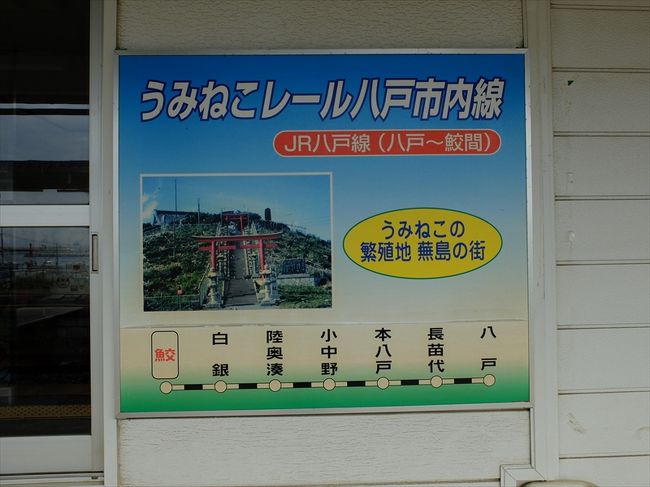 うみねこレール八戸市内線
JR八戸線（八戸～鮫間）
うみねこの
繁殖地 蕪島の街
鮫
白銀
陸奥湊
小中野
本八戸
長苗代
八戸